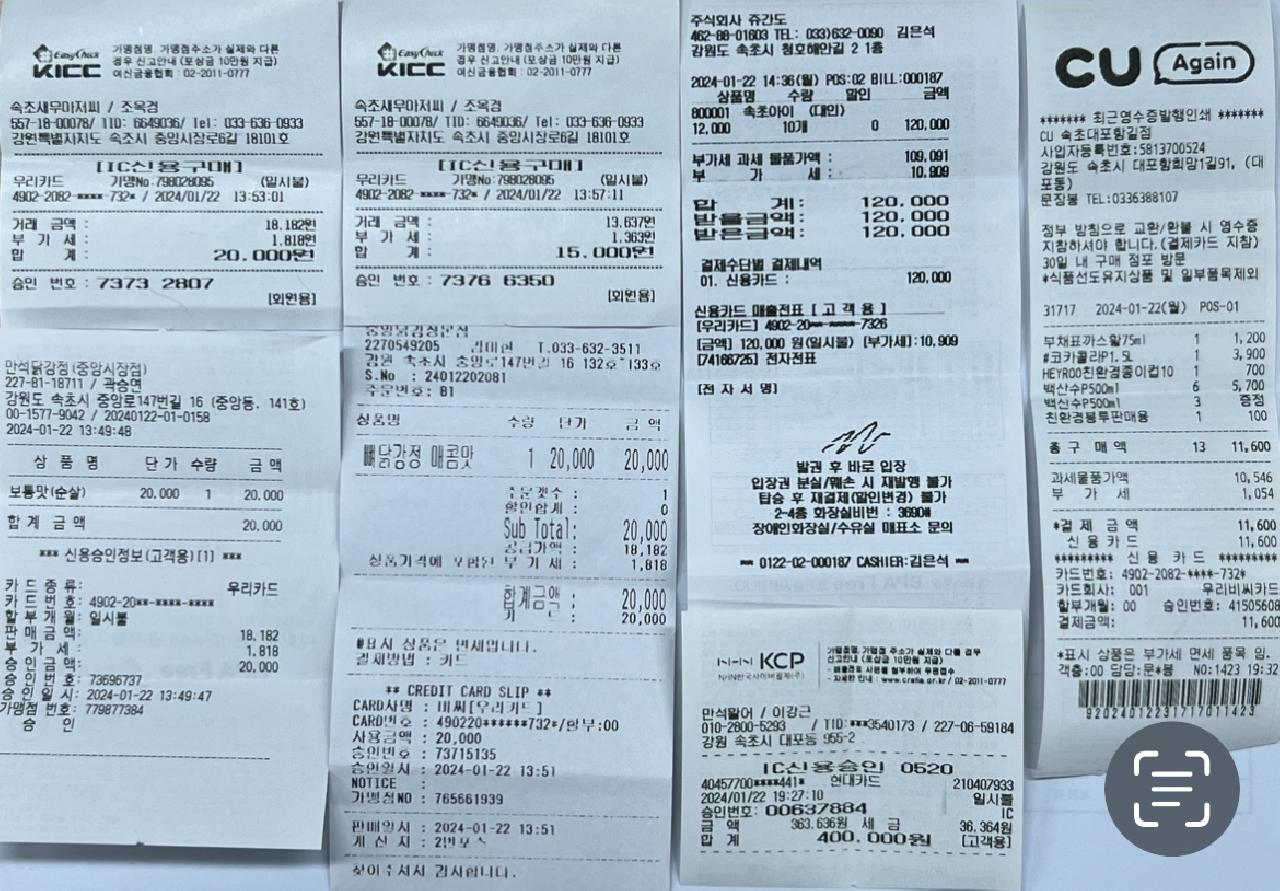 EasyCheck
KICC
가맹점명, 가맹점주소가 실제와 다른
경우 신고안내 (포상금 10만원 지급)
여신금융협회 : 02-2011-0777
속초새우아저씨 / 조옥경
557-18-00078/ TID: 6649036/ Tel: 033-636-0933
강원특별자치도 속초시 중앙시장로6길 18101호
[IC신용구매]
우리카드 가맹No:798028095 (일시불)
4902-2082-****-732* / 2024/01/22 13:53:01
거래 금액 : 18.182원
부 가 세 : 1.818원
합 계 : 20.000원
승인 번호 : 7373 2807
[회원용]
만석닭강정(중앙시장점)
227-81-18711 / 곽승연
강원도 속초시 중앙로147번길 16 (중앙동, 141호)
00-1577-9042 / 20240122-01-0158
2024-01-22 13:49:48
상 품 명 단가 수량 금 액
보통맛(순살) 20,000 1 20,000
합 계 금 액 20,000
*** 신용승인정보(고객용)[1] ***
카 드 종 류: 우리카드
카 드 번 호: 4902-20**-****-****
할 부 개 월: 일시불
판 매 금 액: 18,182
부 가 세: 1,818
승 인 금 액: 20,000
승 인 번 호: 73696737
승 인 일 시: 2024-01-22 13:49:47
가맹점 번호: 779877384
승 인
EasyCheck
KICC
가맹점명, 가맹점주소가 실제와 다른
경우 신고안내 (포상금 10만원 지급)
여신금융협회 : 02-2011-0777
속초새우아저씨 / 조옥경
557-18-00078/ TID: 6649036/ Tel: 033-636-0933
강원특별자치도 속초시 중앙시장로6길 18101호
[IC신용구매]
우리카드 가맹No:798028095 (일시불)
4902-2082-****-732* / 2024/01/22 13:57:11
거래 금액 : 13.637원
부 가 세 : 1.363원
합 계 : 15.000원
승인 번호 : 7376 6350
[회원용]
중앙닭강정본점
2270549205 김미현 T.033-632-3511
강원 속초시 중앙로147번길 16 132호~133호
S.No : 24012202081
주문번호: 81
상품명 수량 단가 금 액
뼈닭강정 매콤맛 1 20,000 20,000
주문갯수 : 1
할인합계 : 0
Sub Total: 20,000
공급가액 : 18,182
상품가격에 포함된 부 가 세 : 1,818
합계금액 : 20,000
카 드 : 20,000
#표시 상품은 면세입니다.
결제방법 : 카드
** CREDIT CARD SLIP **
CARD사명 : 비씨[우리카드]
CARD번호 : 490220******732*/할부:00
사용금액 : 20,000
승인번호 : 73715135
승인일시 : 2024-01-22 13:51
NOTICE :
가맹점NO : 765661939
판매일시 : 2024-01-22 13:51
계 산 지 : 2번포스
찾아주셔서 감사합니다.
주식회사 쥬간도
462-88-01603 TEL: 033)632-0090 김은석
강원도 속초시 청호해안길 2 1층
2024-01-22 14:36(월) POS:02 BILL:000187
상품명 수량 할인 금액
800001 속초아이 (대인)
12,000 10개 0 120,000
부가세 과세 물품가액 : 109,091
부 가 세 : 10,909
합 계: 120,000
받을금액: 120,000
받은금액: 120,000
결제수단별 결제내역
01. 신용카드 : 120,000
신용카드 매출전표 [ 고 객 용 ]
[우리카드] 4902-20**-****-7326
[금액] 120,000 원(일시불) [부가세]:10,909
[74166725] 전자전표
[전 자 서 명]
발권 후 바로 입장
입장권 분실/훼손 시 재발행 불가
탑승 후 재결제(할인변경) 불가
2-4층 화장실비번 : 3690#
장애인화장실/수유실 매표소 문의
** 0122-02-000187 CASHIER:김은석 **
NHN KCP
NHN한국사이버결제(주)
가맹점명, 가맹점 주소가 실제와 다를 경우
신고안내 (포상금 10만원 지급)
만석활어 / 이강근
010-2800-5293 / TID:***3540173 / 227-06-59184
강원 속초시 대포동 955-2
IC신용승인 0520
40457700****441* 현대카드 210407933
2024/01/22 19:27:10 일시불
승인번호: 00637884 IC
금 액 363.636원 세 금 36.364원
합 계 400.000원 [고객용]
CU Again
******* 최근영수증발행인쇄 *******
CU 속초대포항길점
사업자등록번호:5813700524
강원도 속초시 대포항희망1길91, (대
포동)
문장봉 TEL:0336388107
정부 방침으로 교환/환불 시 영수증
지참하셔야 합니다.(결제카드 지참)
30일 내 구매 점포 방문
*식품선도유지상품 및 일부품목제외
31717 2024-01-22(월) POS-01
부채표까스활75ml 1 1,200
#코카콜라P1.5L 1 3,900
HEYROO친환경종이컵10 1 700
백산수P500ml 6 5,700
백산수P500ml 3 증정
친환경봉투판매용 1 100
총 구 매 액 13 11,600
과세물품가액 10,546
부 가 세 1,054
*결 제 금 액 11,600
신 용 카 드 11,600
********* 신 용 카 드 *********
카드번호: 4902-2082-****-732*
카드회사: 001 우리비씨카드
할부개월: 00 승인번호: 41505608
결제금액: 11,600
*표시 상품은 부가세 면세 품목 임.
객층:00 담당:문*봉 NO:1423 19:32